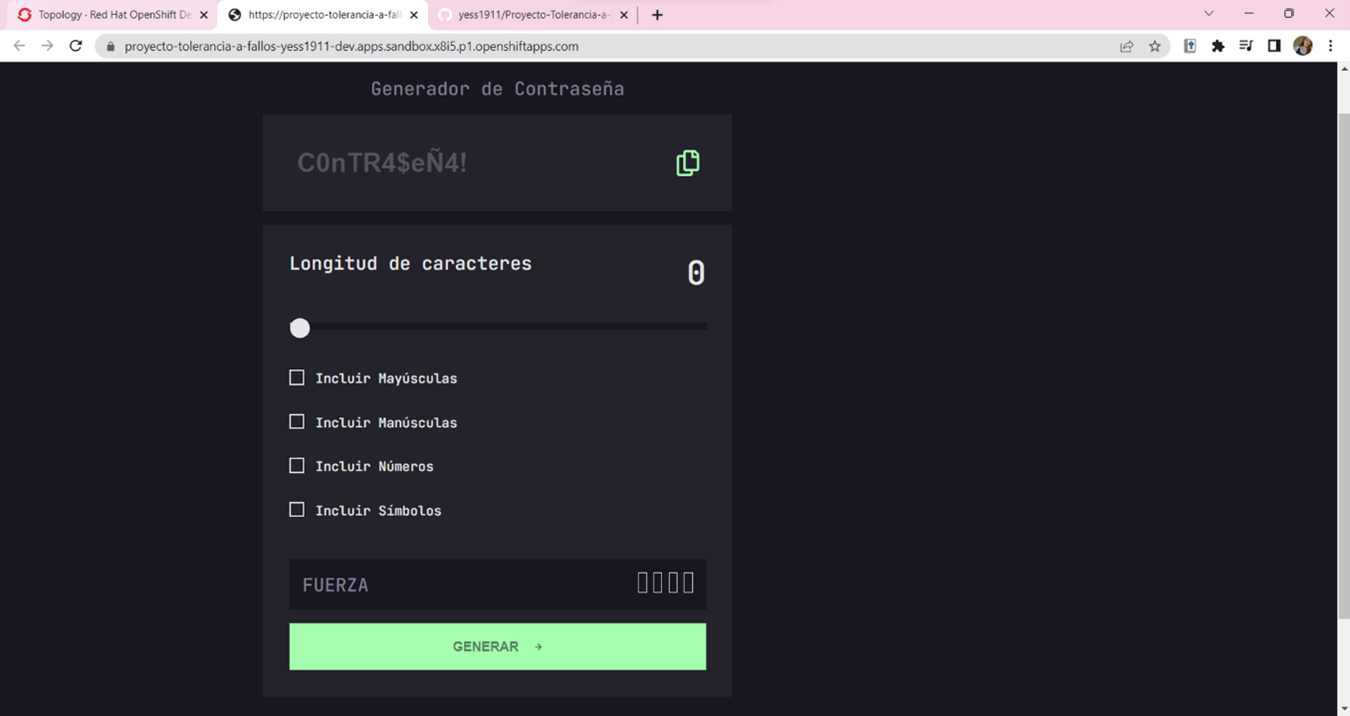 Topology · Red Hat OpenShift De
https://proyecto-tolerancia-a-fall
yess1911/Proyecto-Tolerancia-a-
proyecto-tolerancia-a-fallos-yess1911-dev.apps.sandbox.x8i5.p1.openshiftapps.com
Generador de Contraseña
C0nTR4$eÑ4!
Longitud de caracteres
0
Incluir Mayúsculas
Incluir Manúsculas
Incluir Números
Incluir Símbolos
FUERZA
GENERAR →